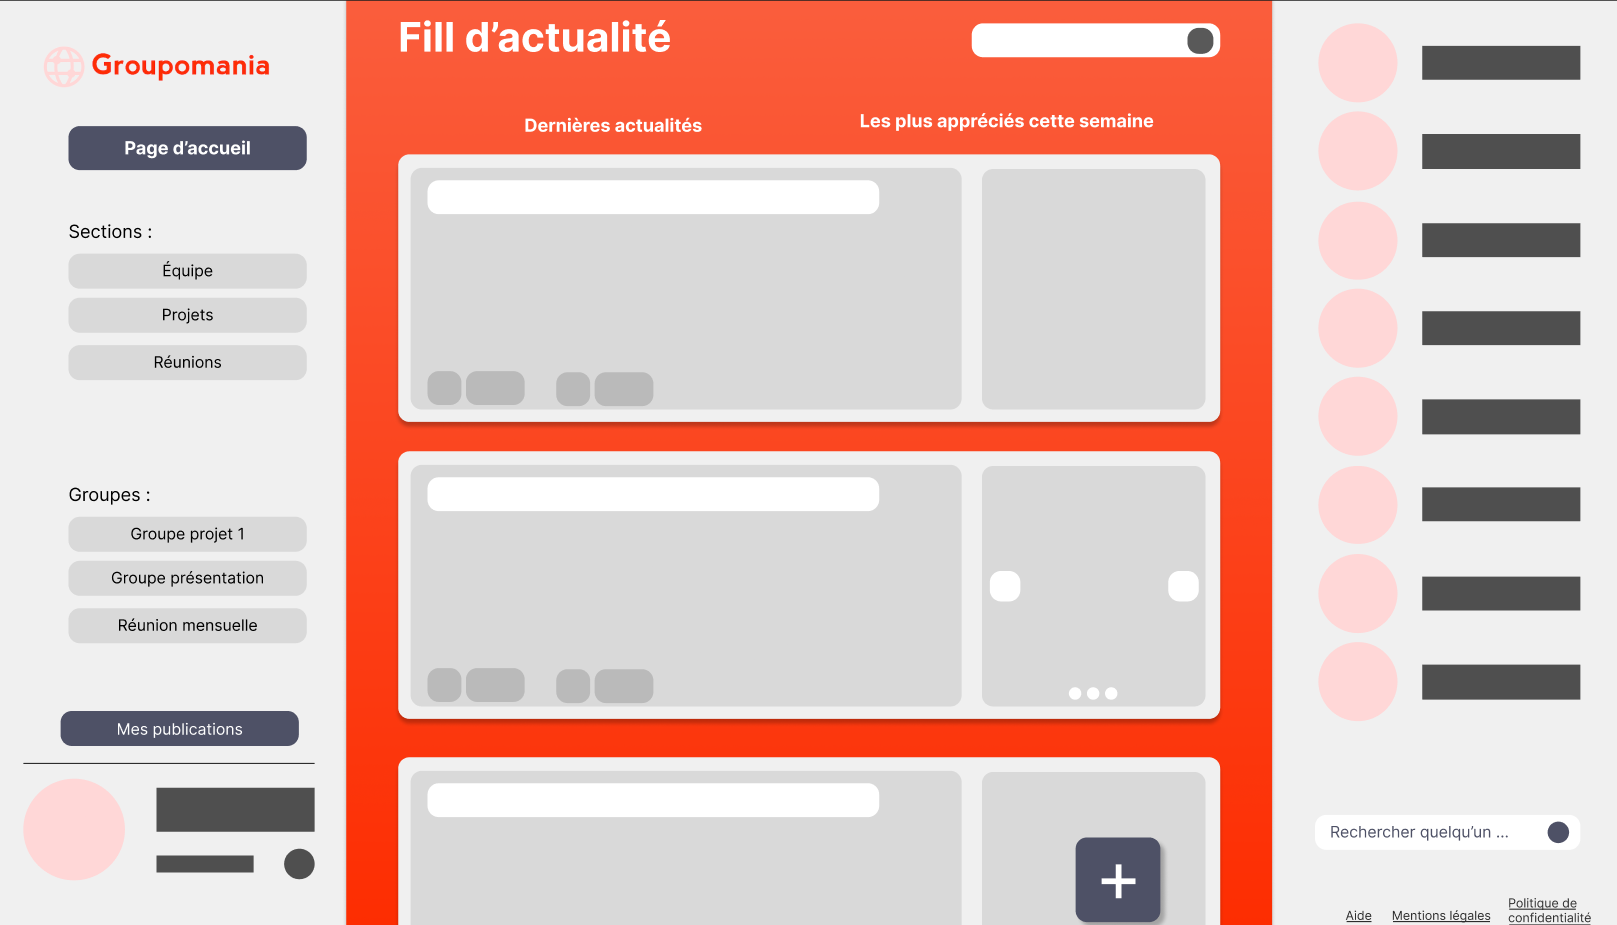 Groupomania
Page d’accueil
Sections :
Équipe
Projets
Réunions
Groupes :
Groupe projet 1
Groupe présentation
Réunion mensuelle
Mes publications
Fill d’actualité
Dernières actualités
Les plus appréciés cette semaine
+
Rechercher quelqu’un ...
Aide
Mentions légales
Politique de
confidentialité